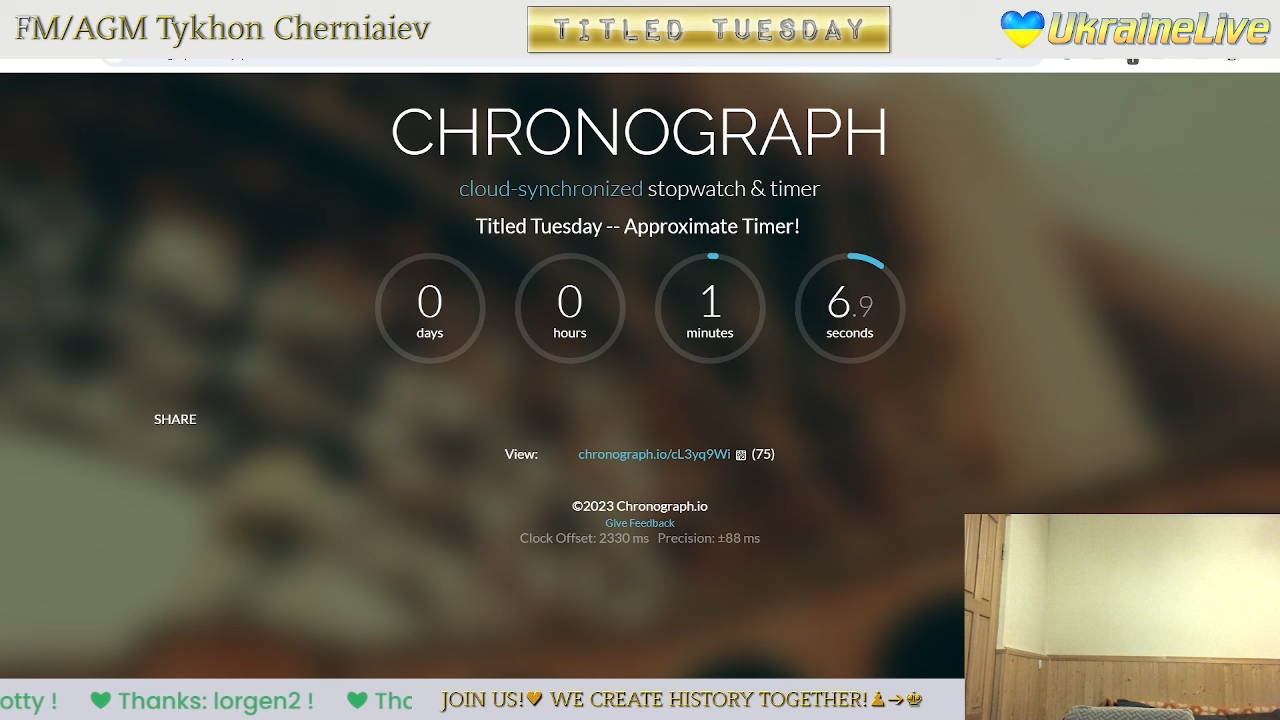 FM/AGM Tykhon Cherniaiev
TITLED TUESDAY
UkraineLive
CHRONOGRAPH
cloud-synchronized stopwatch & timer
Titled Tuesday -- Approximate Timer!
0 0 1 6.9
days hours minutes seconds
SHARE
View: chronograph.io/cL3yq9Wi (75)
©2023 Chronograph.io
Give Feedback
Clock Offset: 2330 ms Precision: ±88 ms
otty ! 💚 Thanks: lorgen2 ! 💚 Tha
JOIN US!🧡 WE CREATE HISTORY TOGETHER!♟→♚